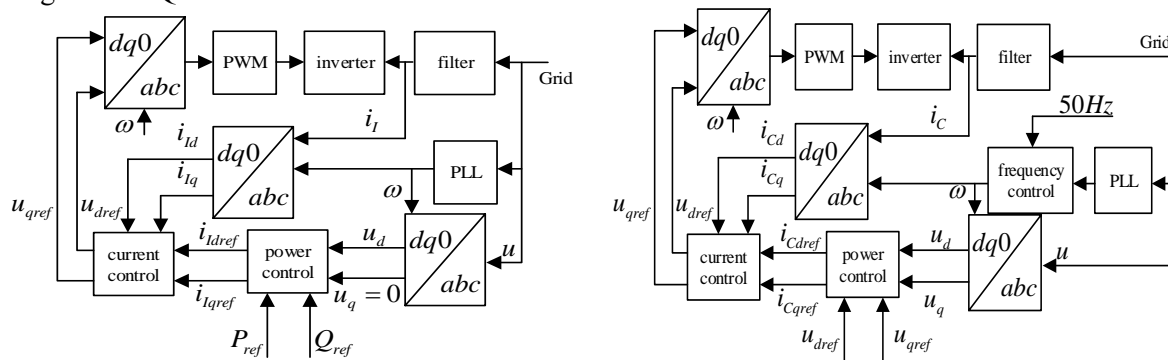 dq0
abc
PWM
inverter
filter
Grid
ω
i_I
i_Id
i_Iq
dq0
abc
PLL
ω
u_qref
u_dref
current
control
i_Idref
i_Iqref
power
control
u_d
u_q = 0
dq0
abc
u
P_ref
Q_ref
dq0
abc
PWM
inverter
filter
Grid
ω
i_C
50Hz
i_Cd
i_Cq
dq0
abc
frequency
control
PLL
ω
u_qref
u_dref
current
control
i_Cdref
i_Cqref
power
control
u_d
u_q
dq0
abc
u
u_dref
u_qref